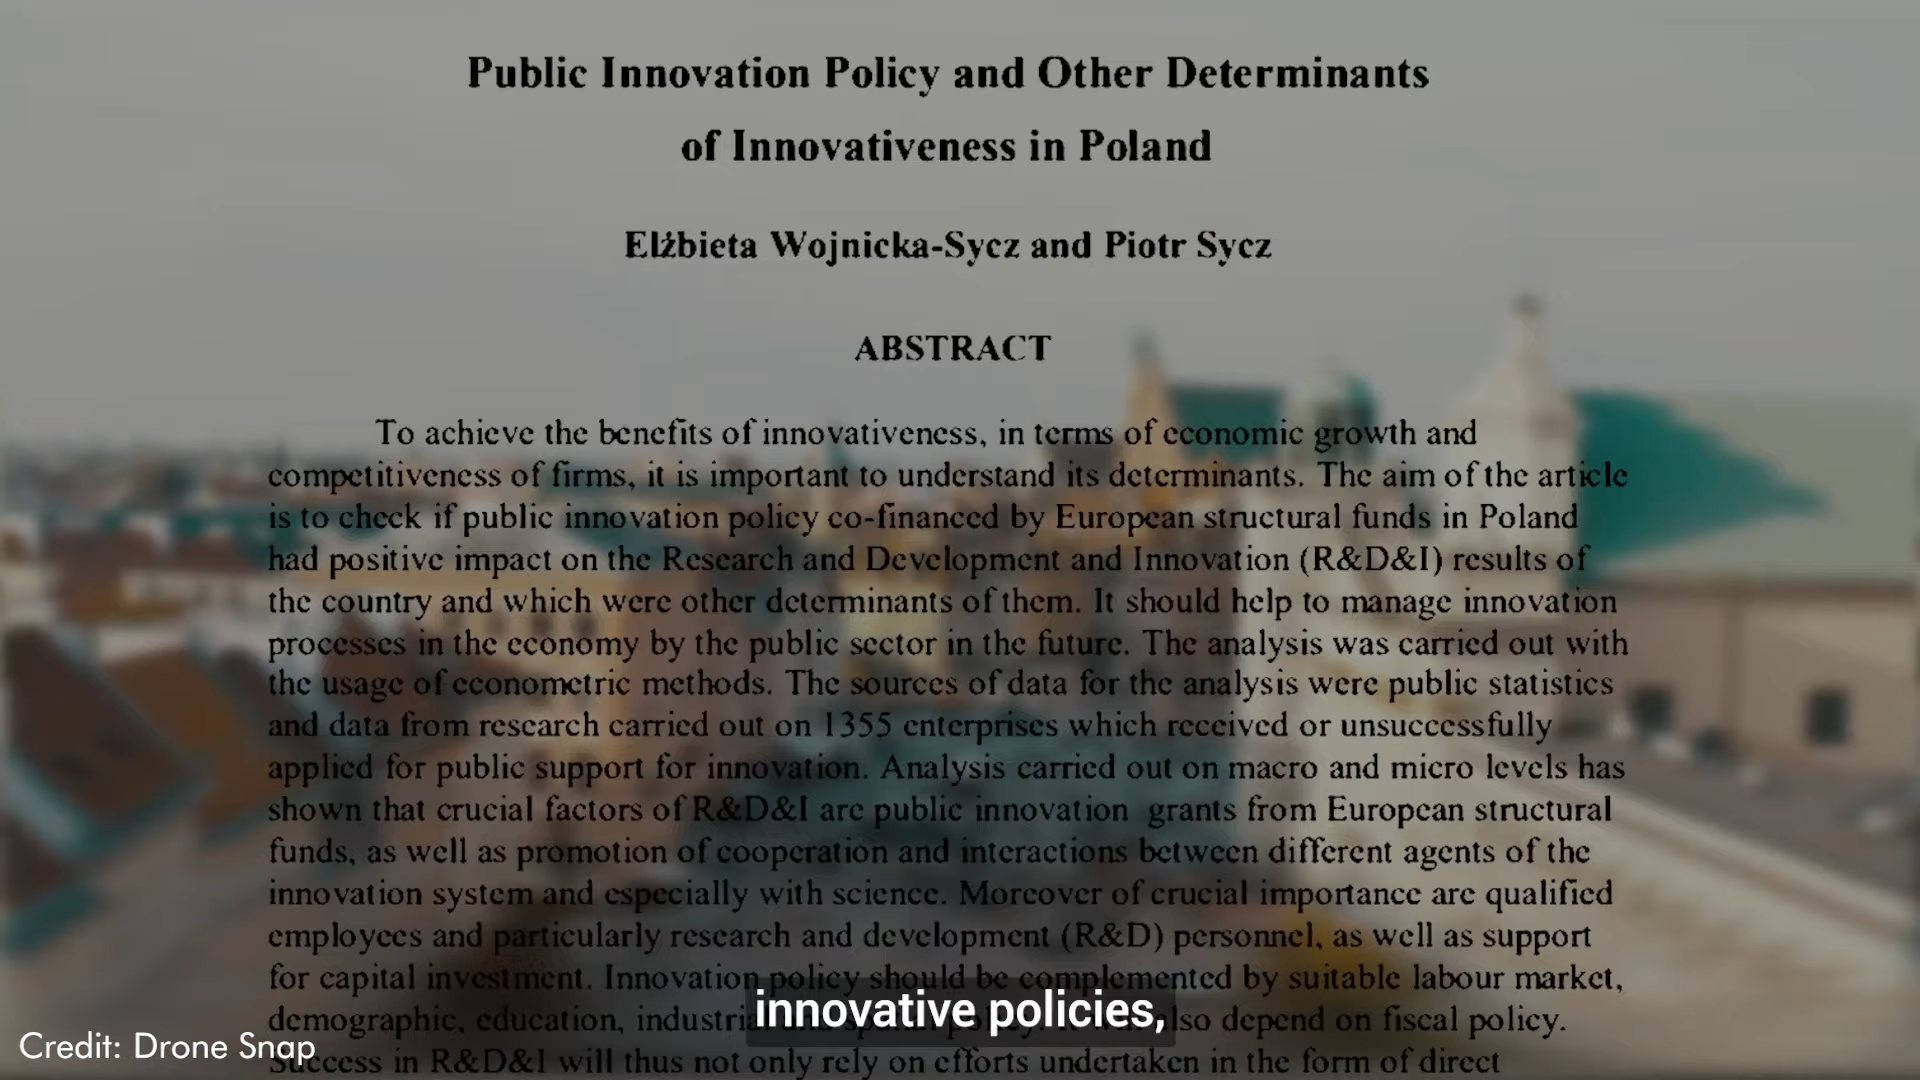 Public Innovation Policy and Other Determinants
of Innovativeness in Poland
Elżbieta Wojnicka-Sycz and Piotr Sycz
ABSTRACT
To achieve the benefits of innovativeness, in terms of economic growth and
competitiveness of firms, it is important to understand its determinants. The aim of the article
is to check if public innovation policy co-financed by European structural funds in Poland
had positive impact on the Research and Development and Innovation (R&D&I) results of
the country and which were other determinants of them. It should help to manage innovation
processes in the economy by the public sector in the future. The analysis was carried out with
the usage of econometric methods. The sources of data for the analysis were public statistics
and data from research carried out on 1355 enterprises which received or unsuccessfully
applied for public support for innovation. Analysis carried out on macro and micro levels has
shown that crucial factors of R&D&I are public innovation grants from European structural
funds, as well as promotion of cooperation and interactions between different agents of the
innovation system and especially with science. Moreover of crucial importance are qualified
employees and particularly research and development (R&D) personnel, as well as support
for capital investment. Innovation policy should be complemented by suitable labour market,
demographic, education, also depend on fiscal policy.
innovative policies,
Credit: Drone Snap
Success in R&D&I will thus not only rely on efforts undertaken in the form of direct